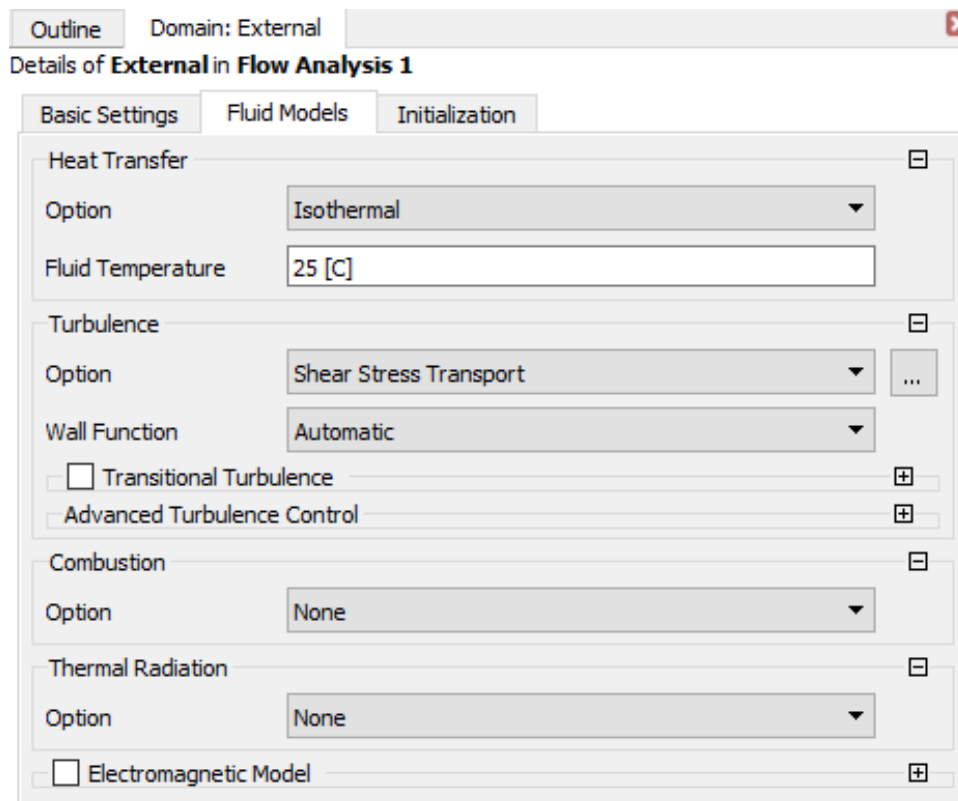 Outline Domain: External
Details of External in Flow Analysis 1
Basic Settings Fluid Models Initialization
Heat Transfer
Option Isothermal
Fluid Temperature 25 [C]
Turbulence
Option Shear Stress Transport ...
Wall Function Automatic
Transitional Turbulence
Advanced Turbulence Control
Combustion
Option None
Thermal Radiation
Option None
Electromagnetic Model